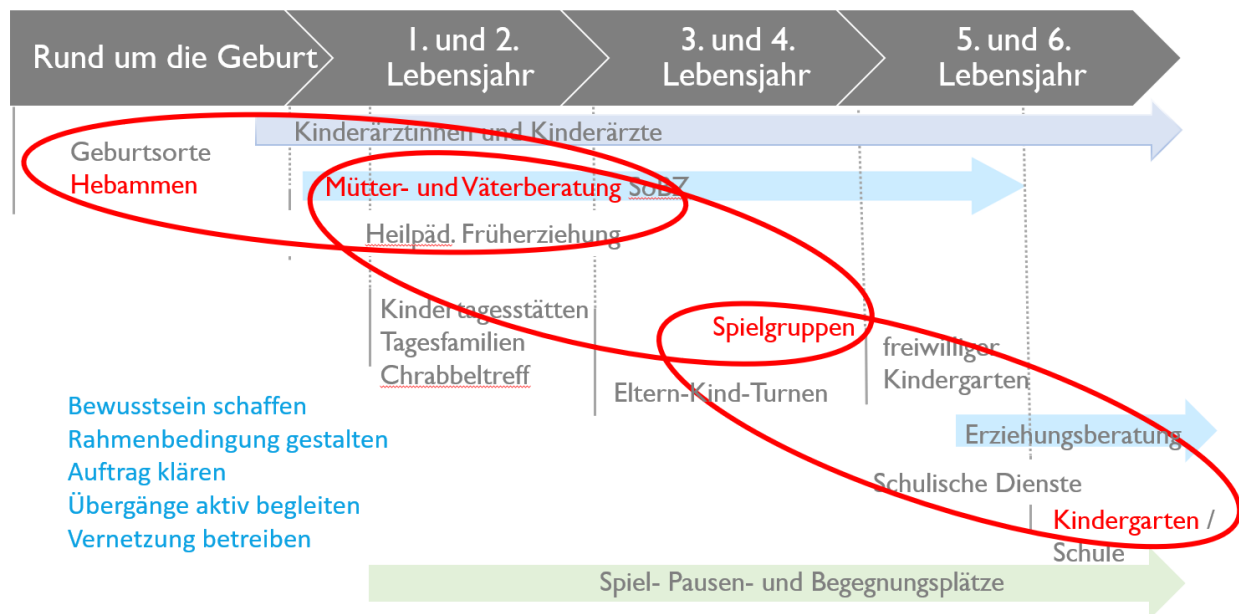 Rund um die Geburt
1. und 2.
Lebensjahr
3. und 4.
Lebensjahr
5. und 6.
Lebensjahr
Kinderärztinnen und Kinderärzte
Geburtsorte
Hebammen
Mütter- und Väterberatung SoBZ
Heilpäd. Früherziehung
Kindertagesstätten
Tagesfamilien
Chrabbeltreff
Spielgruppen
Eltern-Kind-Turnen
freiwilliger
Kindergarten
Erziehungsberatung
Schulische Dienste
Kindergarten /
Schule
Bewusstsein schaffen
Rahmenbedingung gestalten
Auftrag klären
Übergänge aktiv begleiten
Vernetzung betreiben
Spiel- Pausen- und Begegnungsplätze